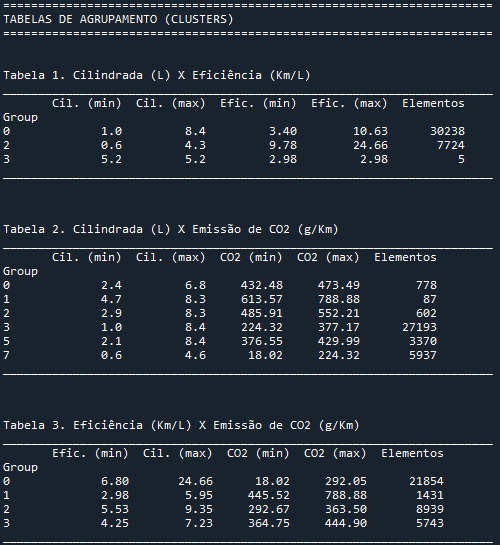 ======================================================================
TABELAS DE AGRUPAMENTO (CLUSTERS)
======================================================================
Tabela 1. Cilindrada (L) X Eficiência (Km/L)
______________________________________________________________________
Cil. (min) Cil. (max) Efic. (min) Efic. (max) Elementos
Group
0 1.0 8.4 3.40 10.63 30238
2 0.6 4.3 9.78 24.66 7724
3 5.2 5.2 2.98 2.98 5
______________________________________________________________________
Tabela 2. Cilindrada (L) X Emissão de CO2 (g/Km)
______________________________________________________________________
Cil. (min) Cil. (max) CO2 (min) CO2 (max) Elementos
Group
0 2.4 6.8 432.48 473.49 778
1 4.7 8.3 613.57 788.88 87
2 2.9 8.3 485.91 552.21 602
3 1.0 8.4 224.32 377.17 27193
5 2.1 8.4 376.55 429.99 3370
7 0.6 4.6 18.02 224.32 5937
______________________________________________________________________
Tabela 3. Eficiência (Km/L) X Emissão de CO2 (g/Km)
______________________________________________________________________
Efic. (min) Cil. (max) CO2 (min) CO2 (max) Elementos
Group
0 6.80 24.66 18.02 292.05 21854
1 2.98 5.95 445.52 788.88 1431
2 5.53 9.35 292.67 363.50 8939
3 4.25 7.23 364.75 444.90 5743
______________________________________________________________________